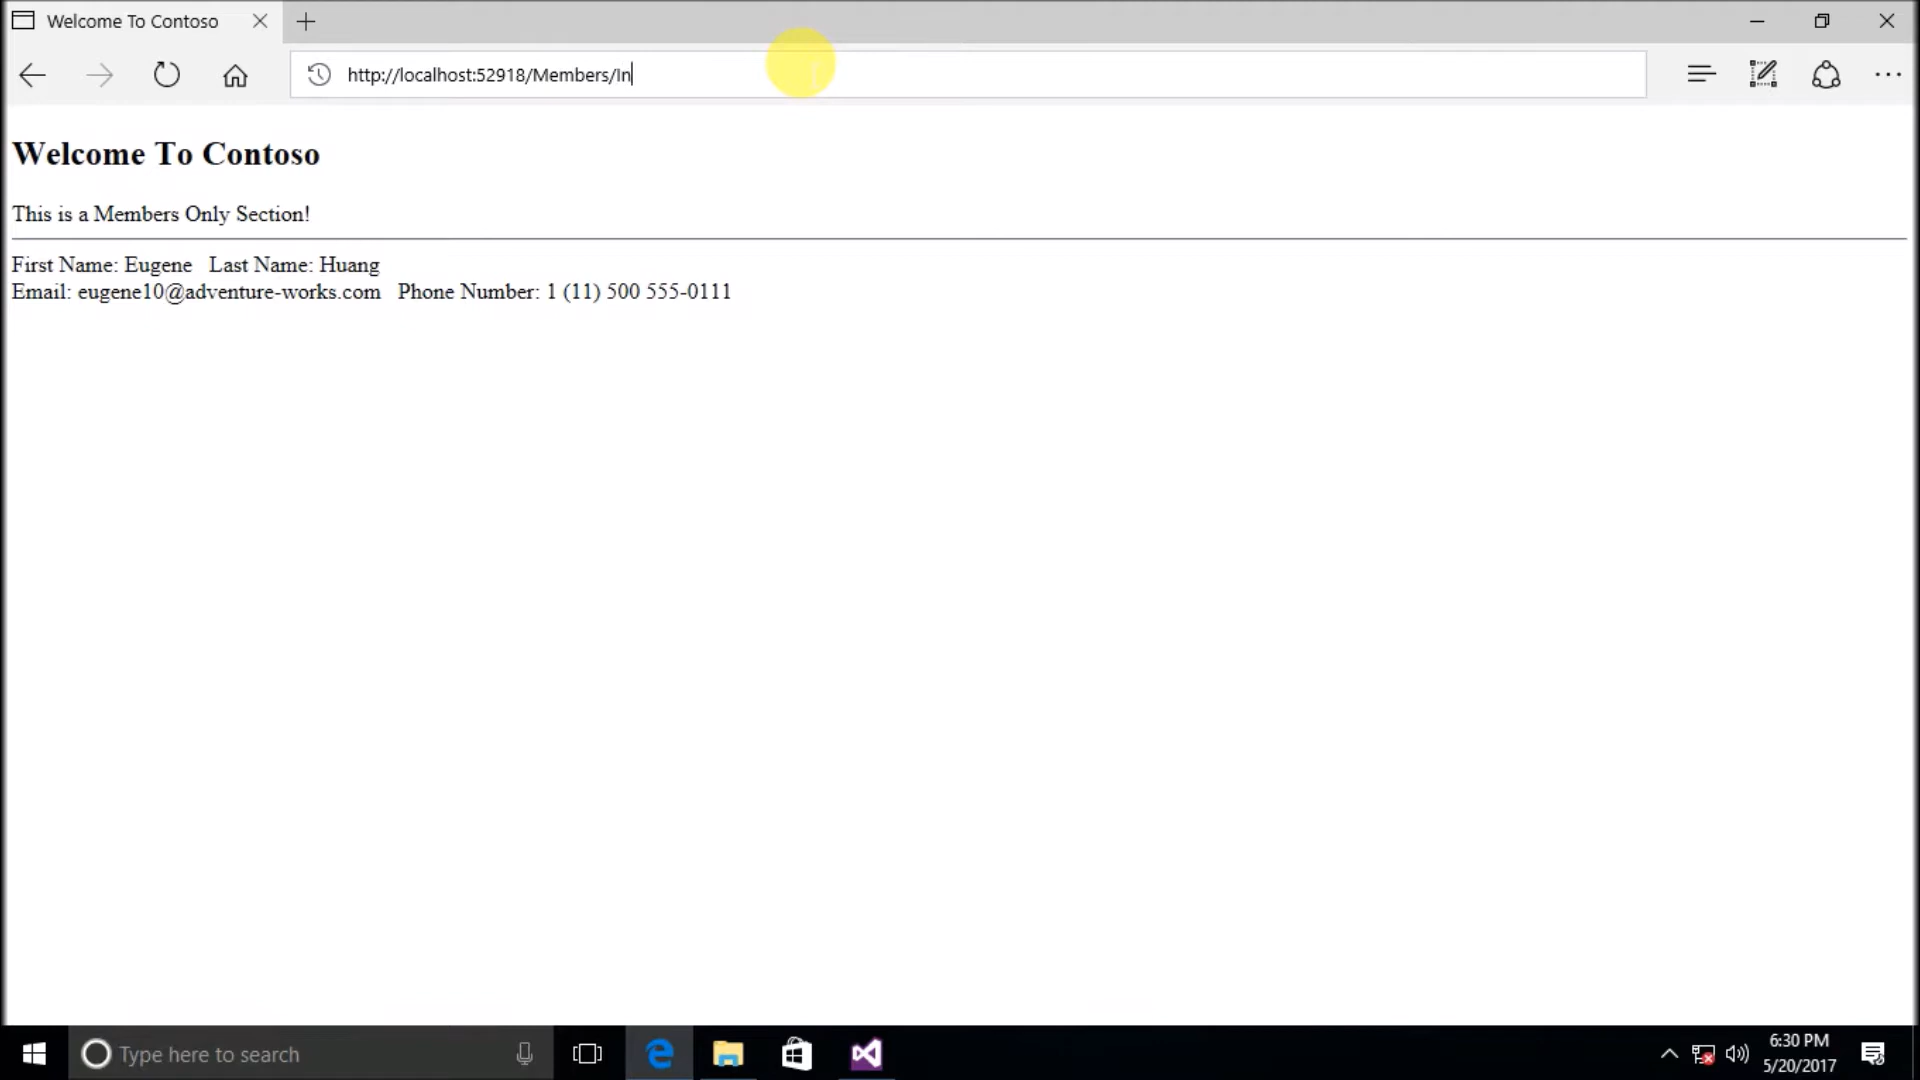 Welcome To Contoso
http://localhost:52918/Members/In
Welcome To Contoso
This is a Members Only Section!
First Name: Eugene Last Name: Huang
Email: eugene10@adventure-works.com Phone Number: 1 (11) 500 555-0111
Type here to search
6:30 PM
5/20/2017